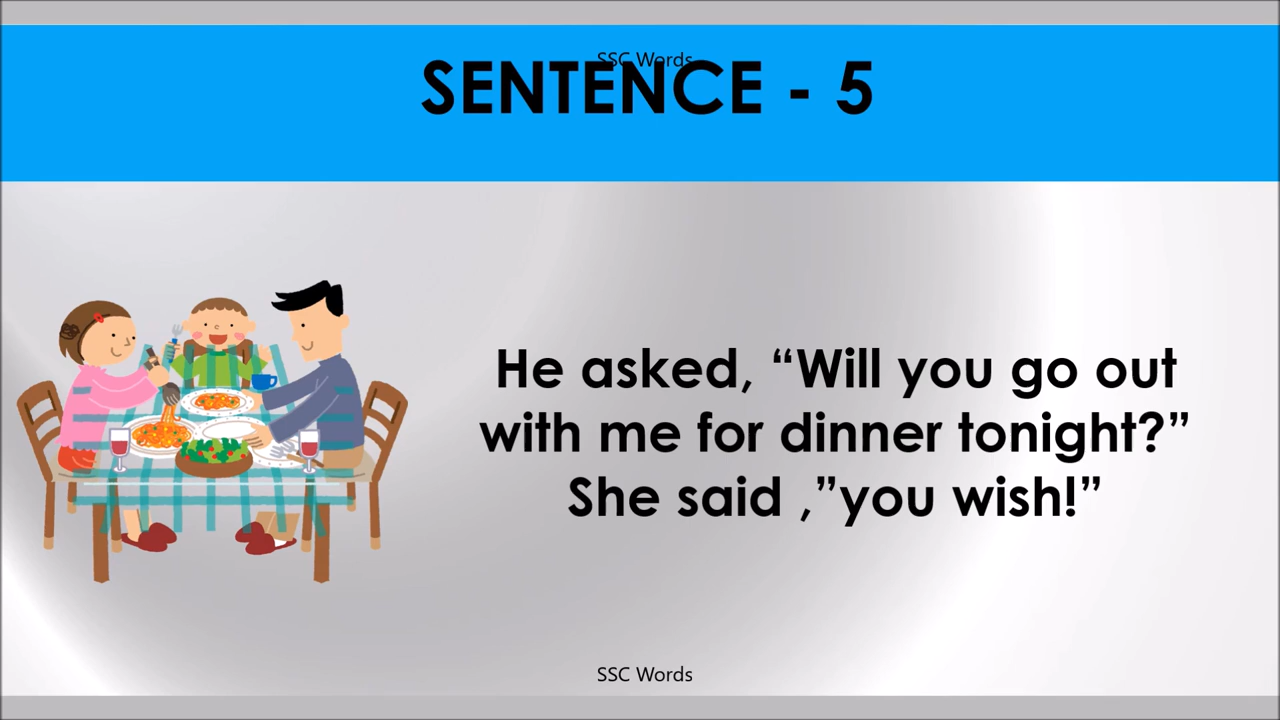 SSC Words
SENTENCE - 5
He asked, “Will you go out
with me for dinner tonight?”
She said ,”you wish!”
SSC Words